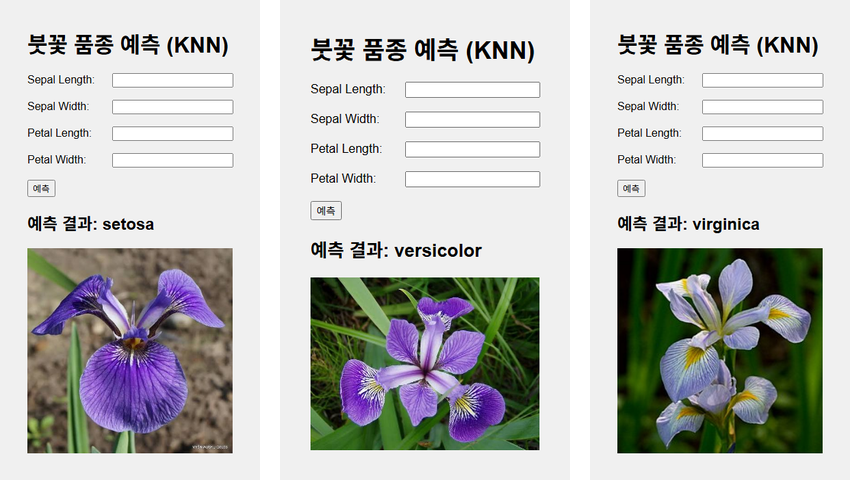 붓꽃 품종 예측 (KNN)
Sepal Length:
Sepal Width:
Petal Length:
Petal Width:
예측
예측 결과: setosa
붓꽃 품종 예측 (KNN)
Sepal Length:
Sepal Width:
Petal Length:
Petal Width:
예측
예측 결과: versicolor
붓꽃 품종 예측 (KNN)
Sepal Length:
Sepal Width:
Petal Length:
Petal Width:
예측
예측 결과: virginica